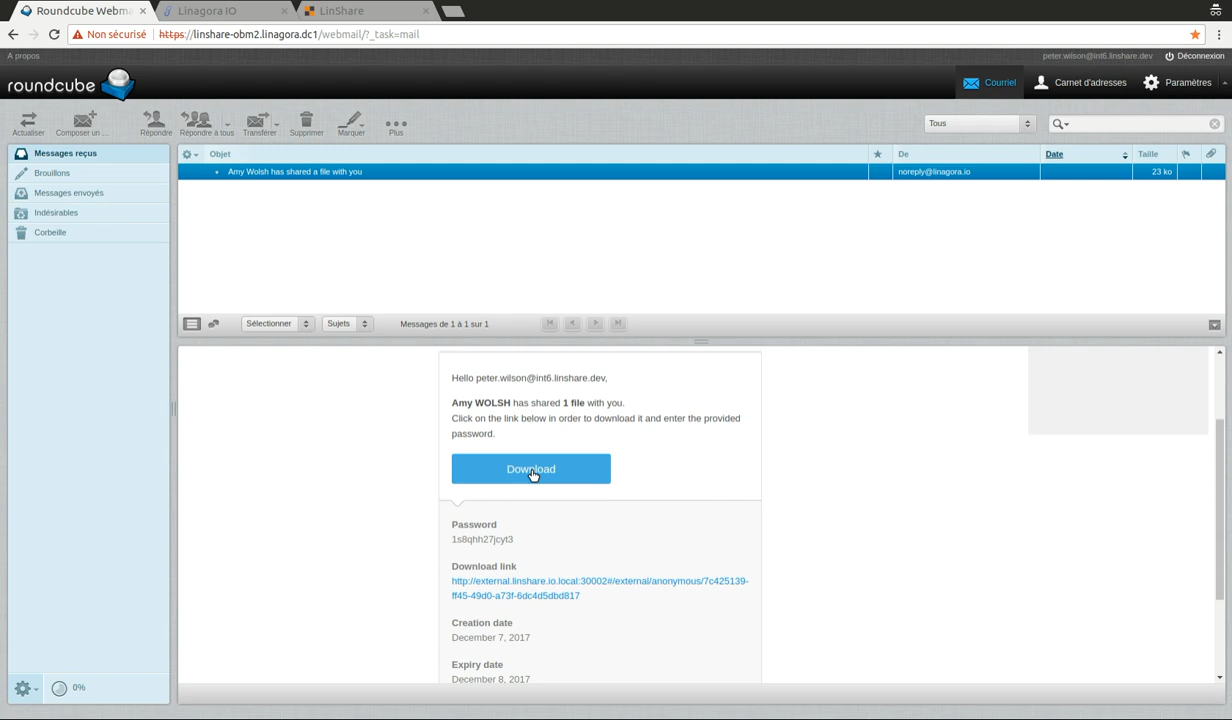 Roundcube Webma
Linagora IO
LinShare
Non sécurisé
https://linshare-obm2.linagora.dc1/webmail/?_task=mail
A propos
peter.wilson@int6.linshare.dev
Déconnexion
roundcube
Courriel
Carnet d'adresses
Paramètres
Actualiser
Composer un ...
Répondre
Répondre à tous
Transférer
Supprimer
Marquer
Plus
Tous
Messages reçus
Brouillons
Messages envoyés
Indésirables
Corbeille
Objet
De
Date
Taille
Amy Wolsh has shared a file with you
noreply@linagora.io
23 ko
Sélectionner
Sujets
Messages de 1 à 1 sur 1
Hello peter.wilson@int6.linshare.dev,
Amy WOLSH has shared 1 file with you.
Click on the link below in order to download it and enter the provided
password.
Download
Password
1s8qhh27jcyt3
Download link
http://external.linshare.io.local:30002#/external/anonymous/7c425139-
ff45-49d0-a73f-6dc4d5dbd817
Creation date
December 7, 2017
Expiry date
December 8, 2017
0%